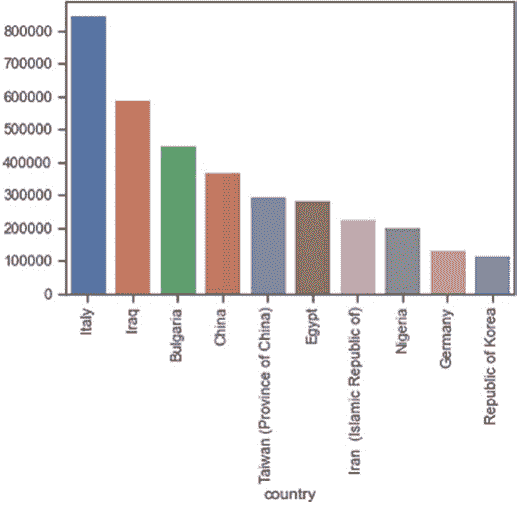 800000
700000
600000
500000
400000
300000
200000
100000
0
Italy
Iraq
Bulgaria
China
Taiwan (Province of China)
Egypt
Iran (Islamic Republic of)
Nigeria
Germany
Republic of Korea
country